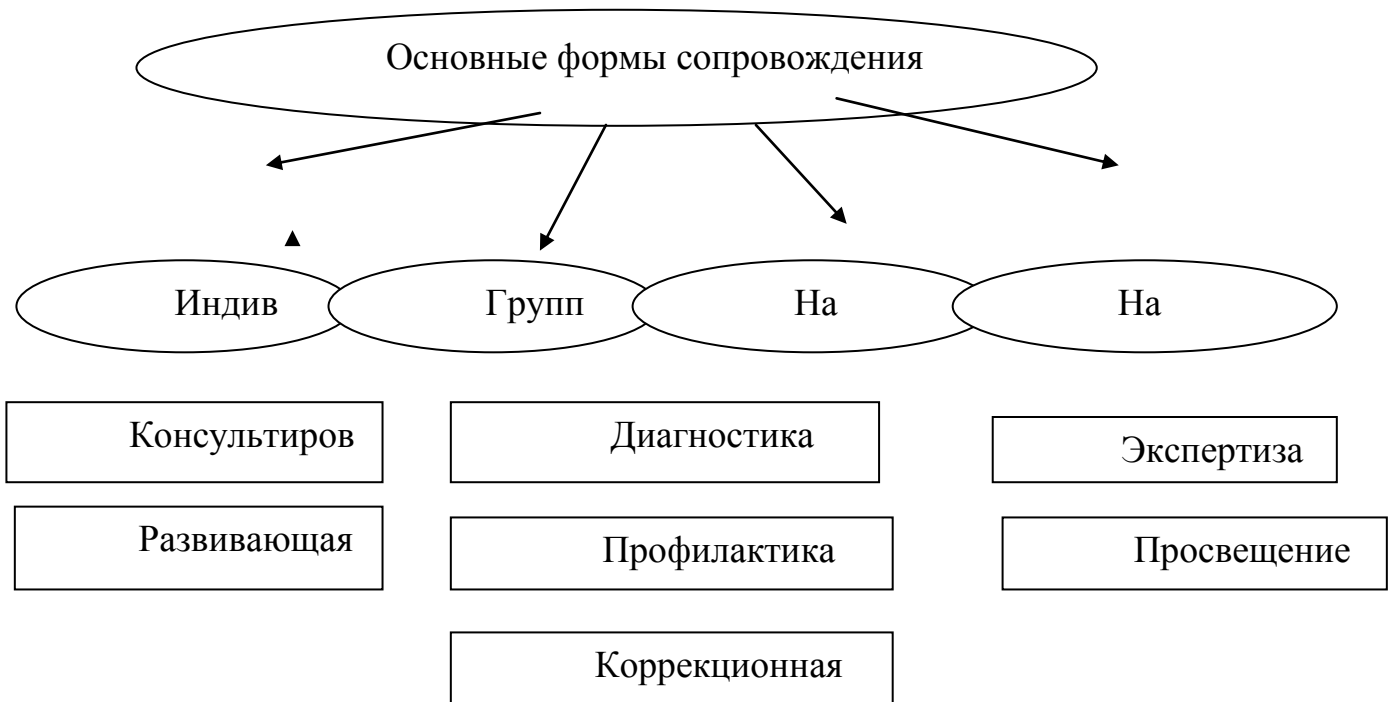 Основные формы сопровождения
Индив
Групп
На
На
Консультиров
Диагностика
Экспертиза
Развивающая
Профилактика
Просвещение
Коррекционная